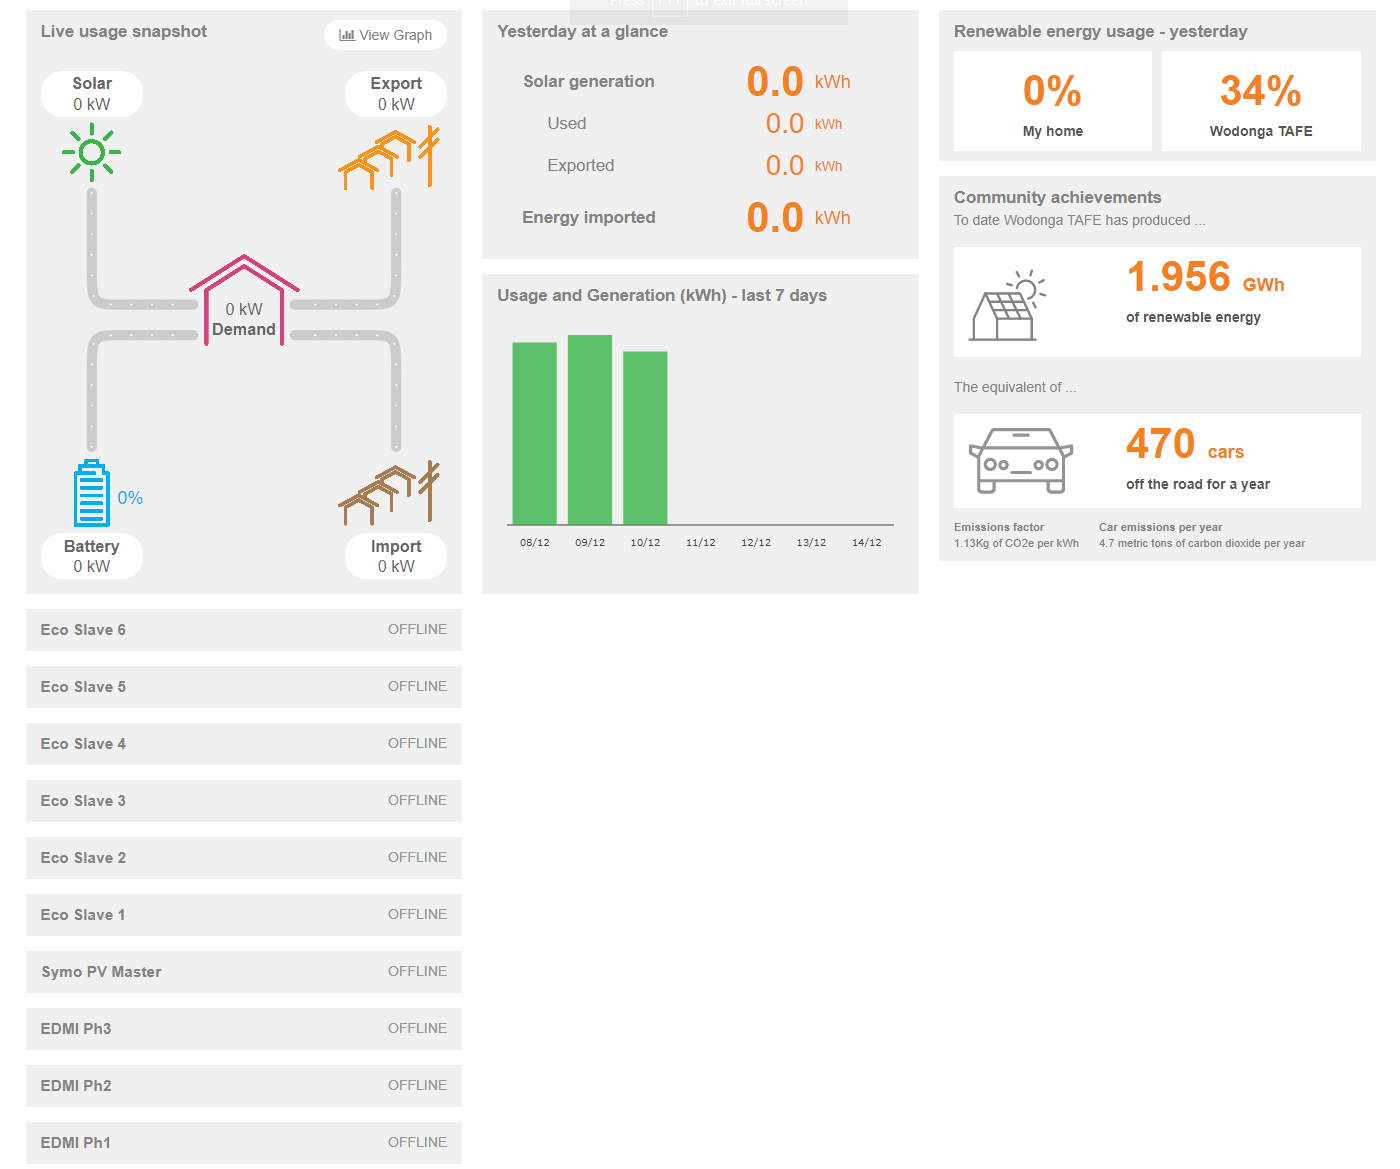 Press
to exit full screen
Live usage snapshot
View Graph
Solar
0 kW
Export
0 kW
0 kW
Demand
0%
Battery
0 kW
Import
0 kW
Eco Slave 6 OFFLINE
Eco Slave 5 OFFLINE
Eco Slave 4 OFFLINE
Eco Slave 3 OFFLINE
Eco Slave 2 OFFLINE
Eco Slave 1 OFFLINE
Symo PV Master OFFLINE
EDMI Ph3 OFFLINE
EDMI Ph2 OFFLINE
EDMI Ph1 OFFLINE
Yesterday at a glance
Solar generation 0.0 kWh
Used 0.0 kWh
Exported 0.0 kWh
Energy imported 0.0 kWh
Usage and Generation (kWh) - last 7 days
08/12 09/12 10/12 11/12 12/12 13/12 14/12
Renewable energy usage - yesterday
0%
My home
34%
Wodonga TAFE
Community achievements
To date Wodonga TAFE has produced ...
1.956 GWh
of renewable energy
The equivalent of ...
470 cars
off the road for a year
Emissions factor
1.13Kg of CO2e per kWh
Car emissions per year
4.7 metric tons of carbon dioxide per year